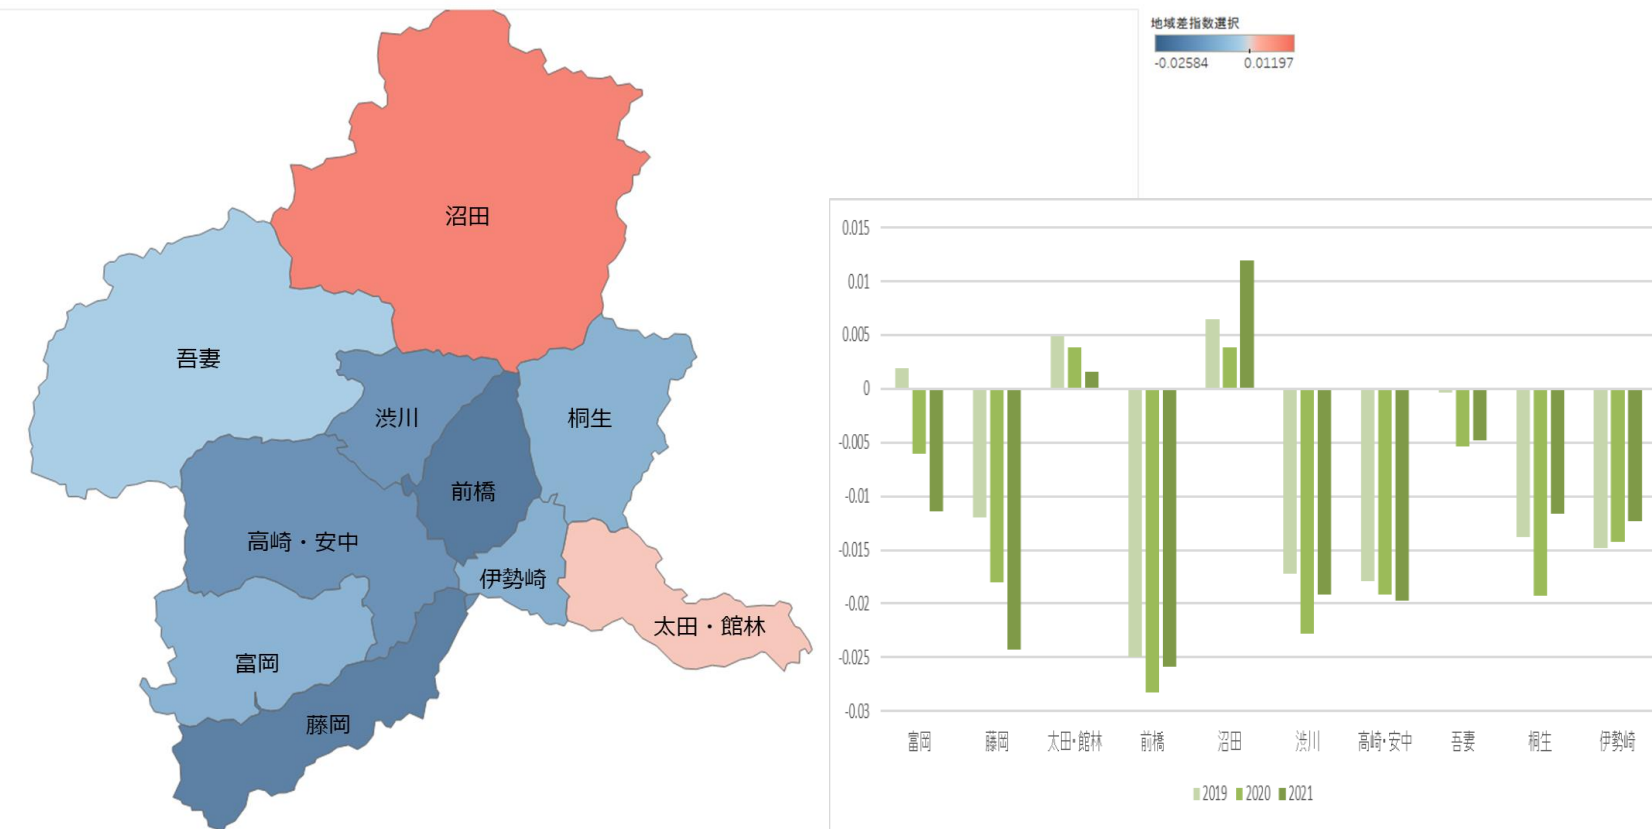 地域差指数選択
-0.02584 0.01197
沼田
吾妻
渋川
桐生
前橋
高崎・安中
伊勢崎
太田・館林
富岡
藤岡
0.015
0.01
0.005
0
-0.005
-0.01
-0.015
-0.02
-0.025
-0.03
富岡 藤岡 太田・館林 前橋 沼田 渋川 高崎・安中 吾妻 桐生 伊勢崎
2019 2020 2021